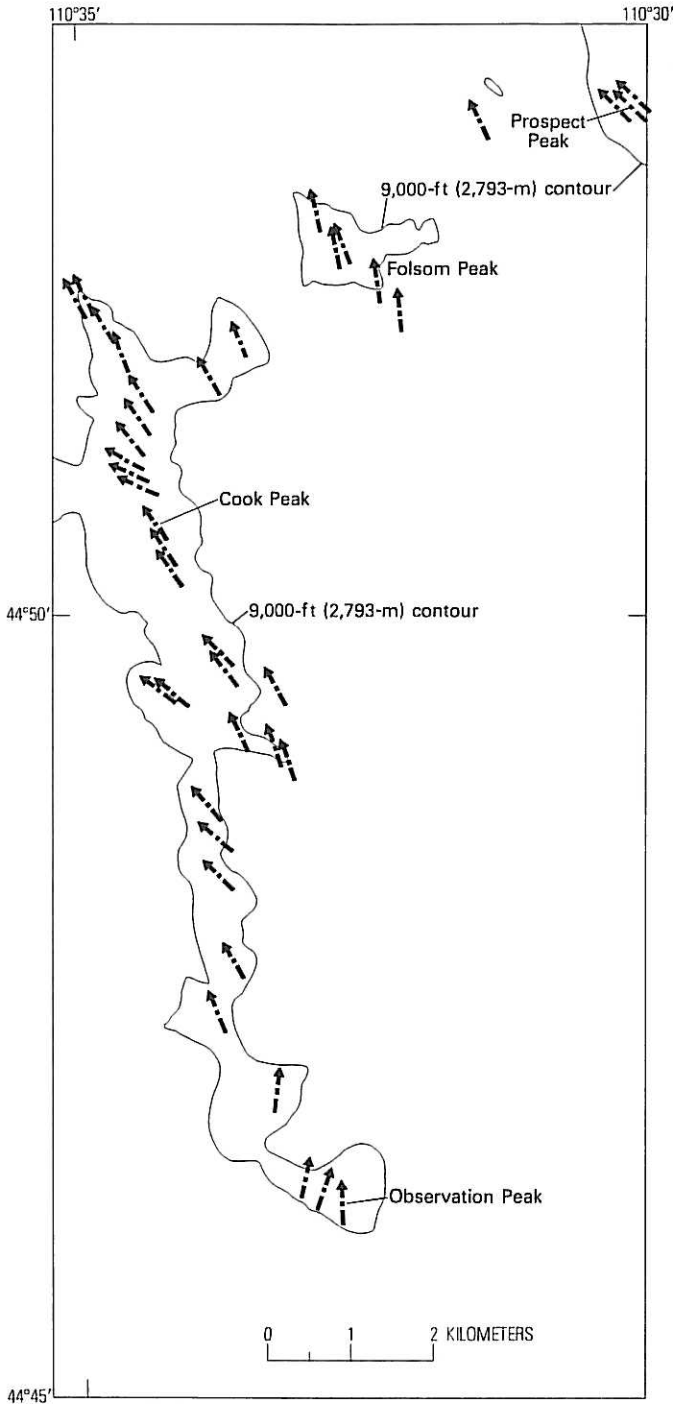 110°35′
110°30′
Prospect
Peak
9,000-ft (2,793-m) contour
Folsom Peak
Cook Peak
44°50′
9,000-ft (2,793-m) contour
Observation Peak
0 1 2 KILOMETERS
44°45′